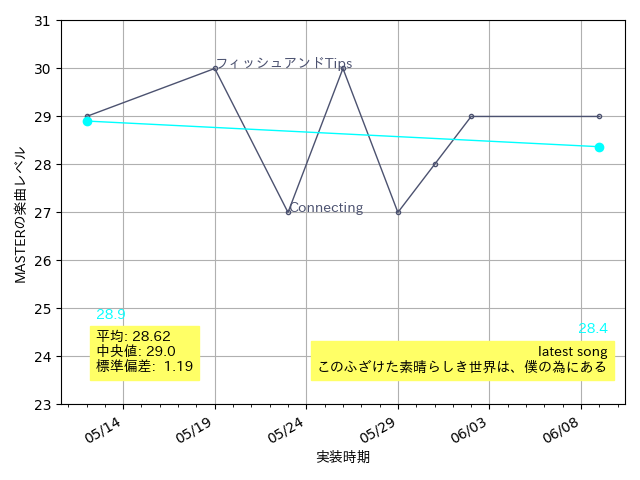 31
30
29
28
27
26
25
24
23
MASTERの楽曲レベル
フィッシュアンドTips
Connecting
28.9
28.4
平均: 28.62
中央値: 29.0
標準偏差: 1.19
latest song
このふざけた素晴らしき世界は、僕の為にある
05/14
05/19
05/24
05/29
06/03
06/08
実装時期